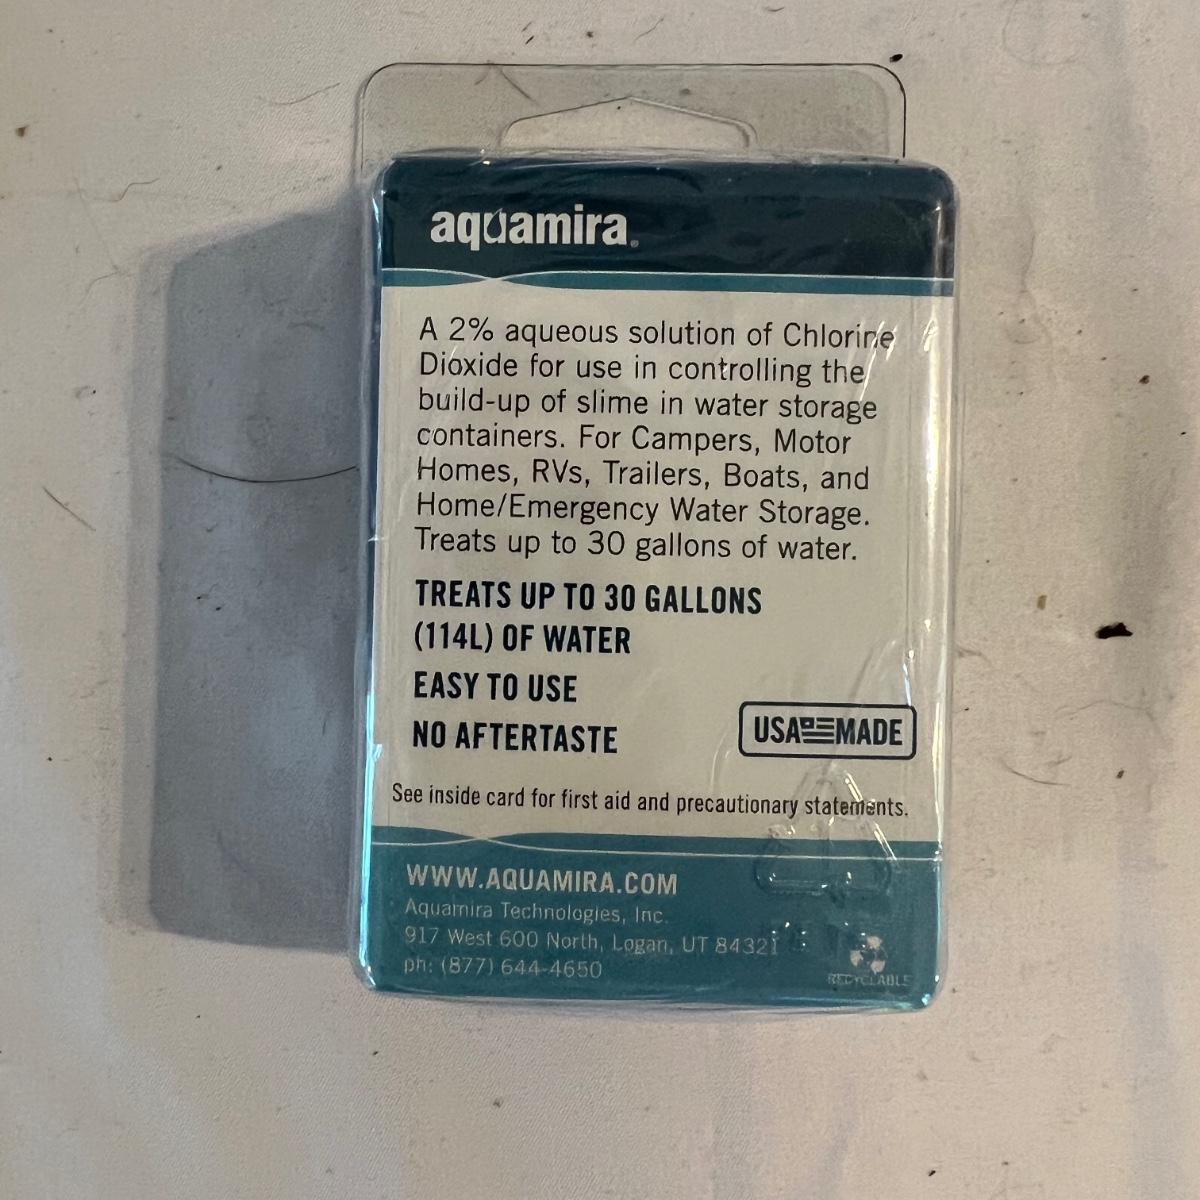 aquamira®
A 2% aqueous solution of Chlorine
Dioxide for use in controlling the
build-up of slime in water storage
containers. For Campers, Motor
Homes, RVs, Trailers, Boats, and
Home/Emergency Water Storage.
Treats up to 30 gallons of water.
TREATS UP TO 30 GALLONS
(114L) OF WATER
EASY TO USE
NO AFTERTASTE
USA MADE
See inside card for first aid and precautionary statements.
WWW.AQUAMIRA.COM
Aquamira Technologies, Inc.
917 West 600 North, Logan, UT 84321
ph: (877) 644-4650
RECYCLABLE